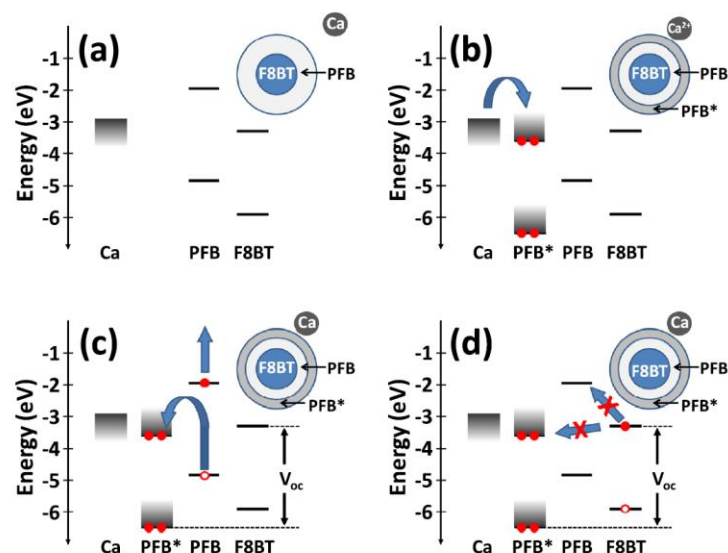 (a)
Ca
F8BT
PFB
Energy (eV)
-1
-2
-3
-4
-5
-6
Ca PFB F8BT
(b)
Ca2+
F8BT
PFB
PFB*
Energy (eV)
-1
-2
-3
-4
-5
-6
Ca PFB* PFB F8BT
(c)
Ca
F8BT
PFB
PFB*
Energy (eV)
-1
-2
-3
-4
-5
-6
Voc
Ca PFB* PFB F8BT
(d)
Ca
F8BT
PFB
PFB*
Energy (eV)
-1
-2
-3
-4
-5
-6
Voc
Ca PFB* PFB F8BT